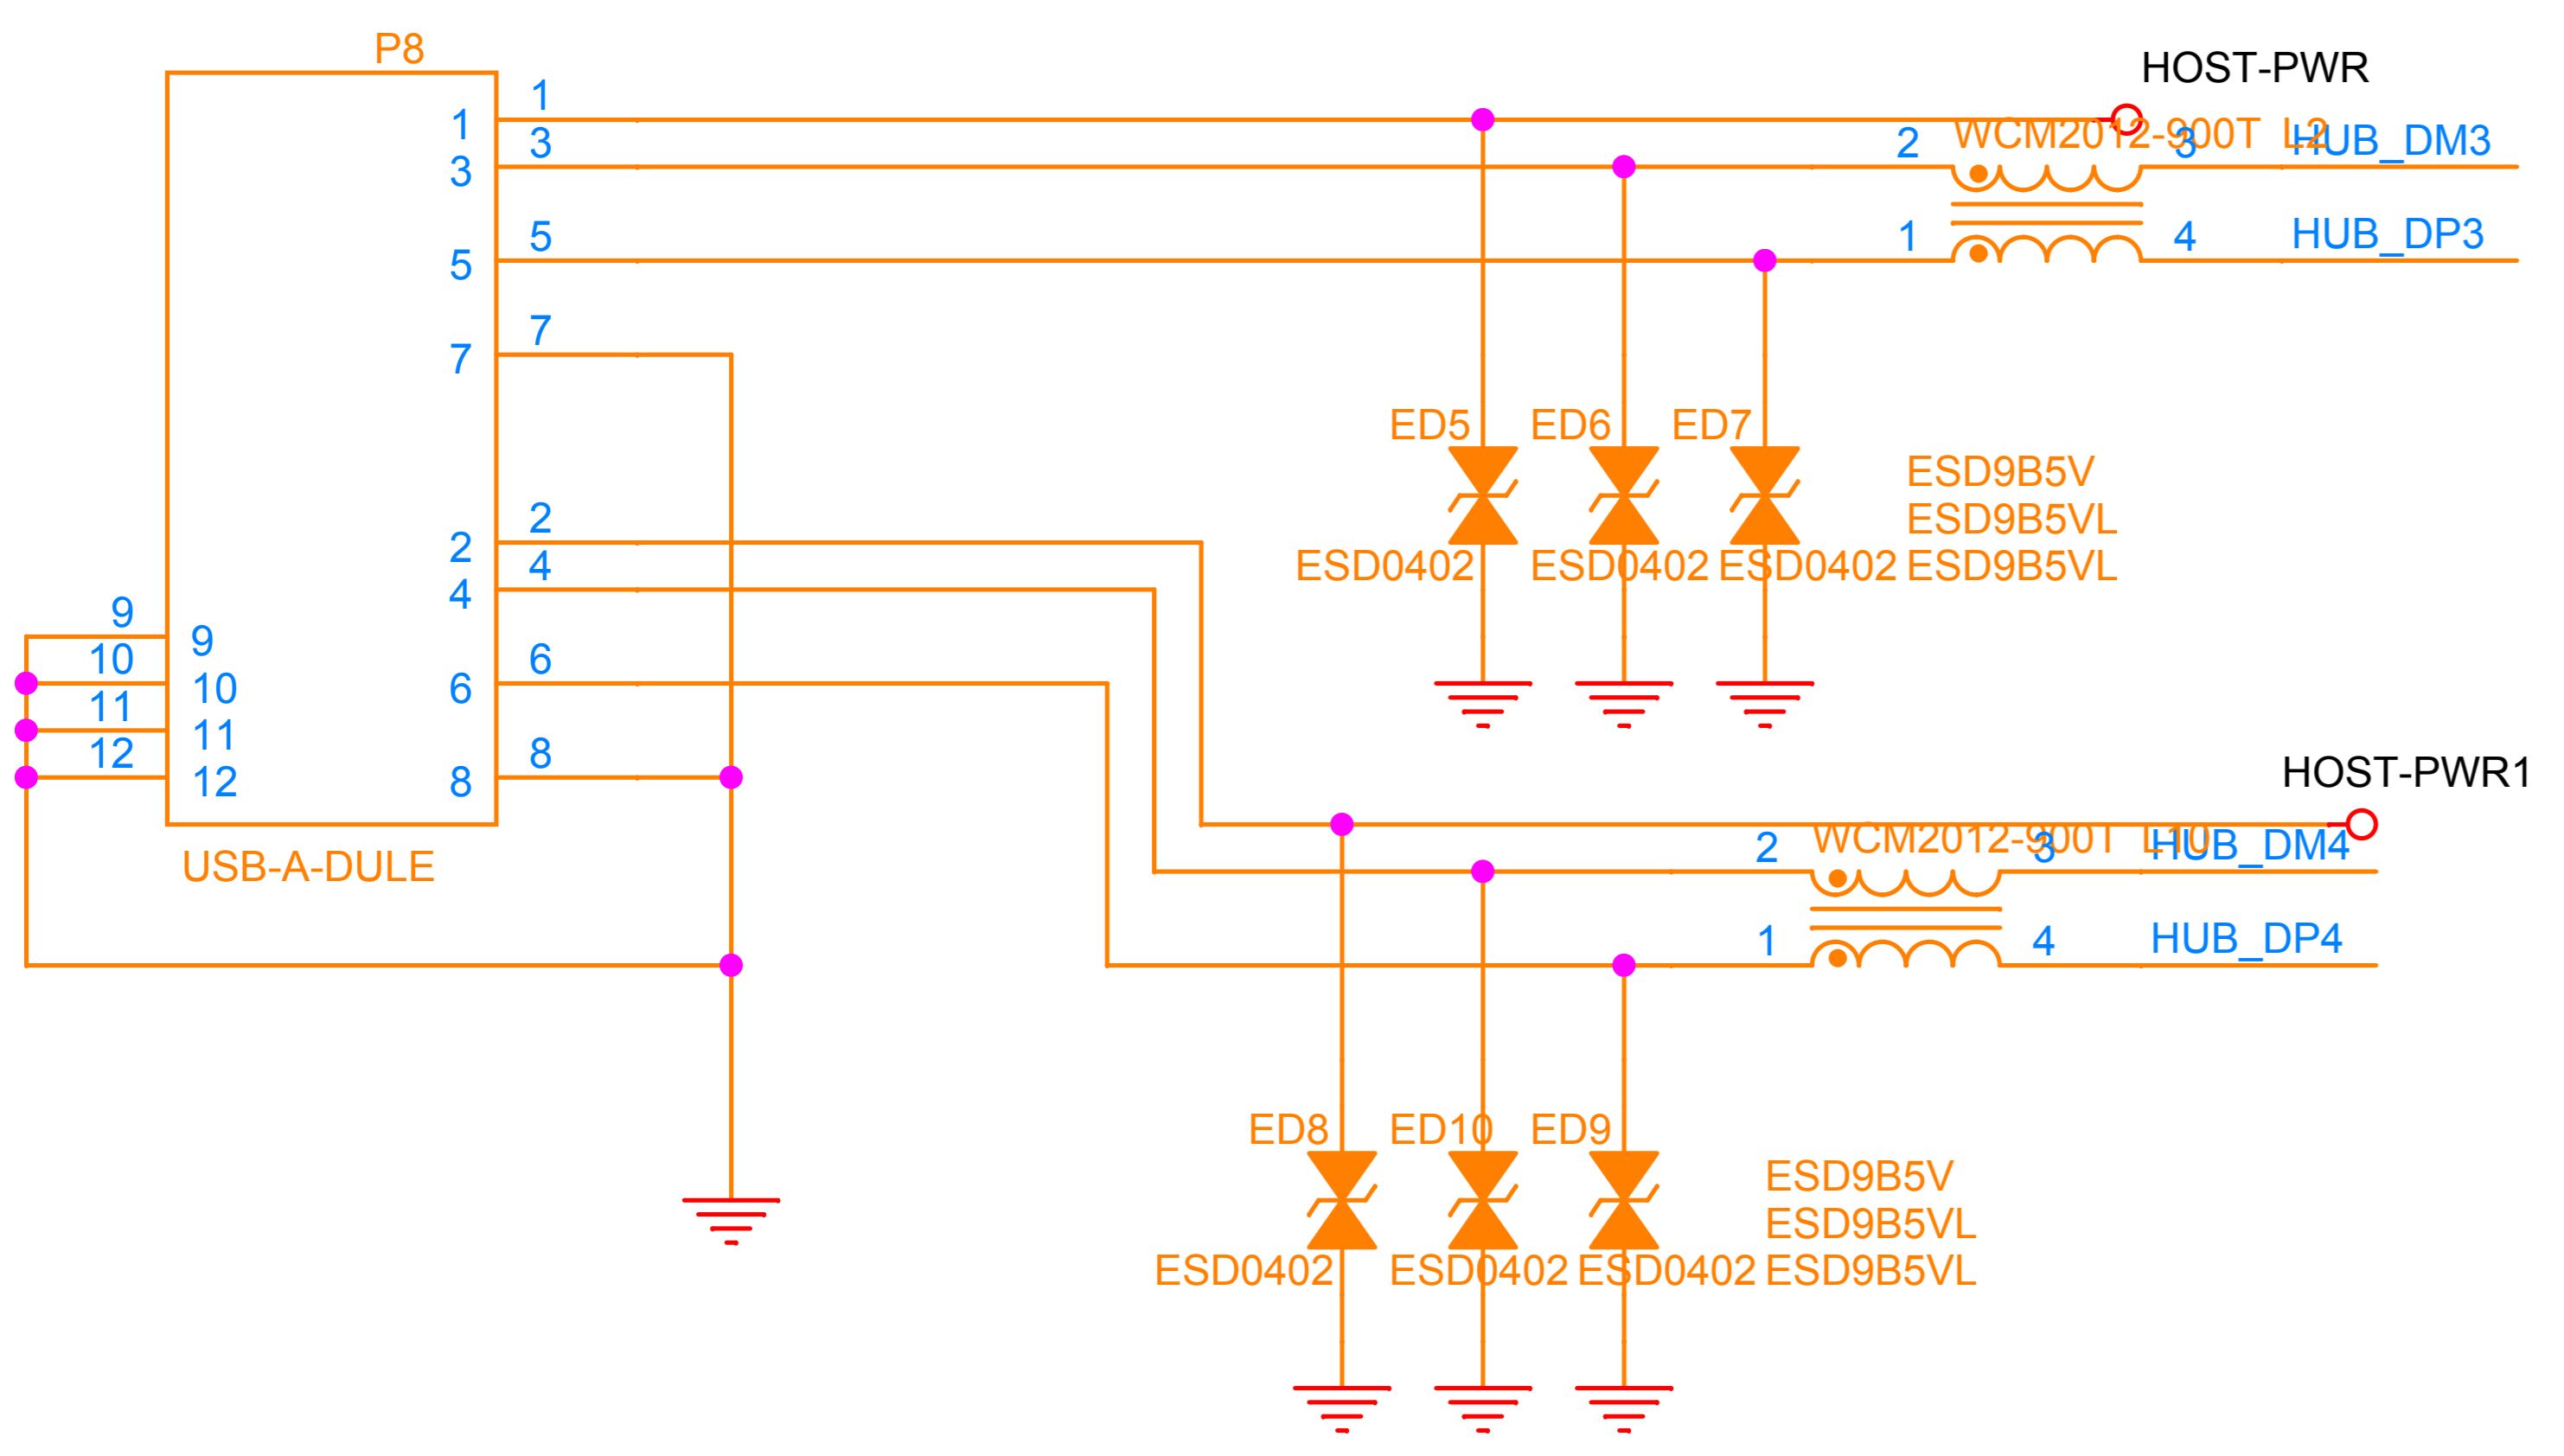 P8
1
1
3
3
5
5
7
7
2
2
4
4
6
6
8
8
9
9
10
10
11
11
12
12
USB-A-DULE
HOST-PWR
WCM2012-900T L2
2
3
HUB_DM3
1
4
HUB_DP3
ED5
ED6
ED7
ESD9B5V
ESD9B5VL
ESD0402
ESD0402
ESD0402
ESD9B5VL
HOST-PWR1
WCM2012-900T L10
2
3
HUB_DM4
1
4
HUB_DP4
ED8
ED10
ED9
ESD9B5V
ESD9B5VL
ESD0402
ESD0402
ESD0402
ESD9B5VL